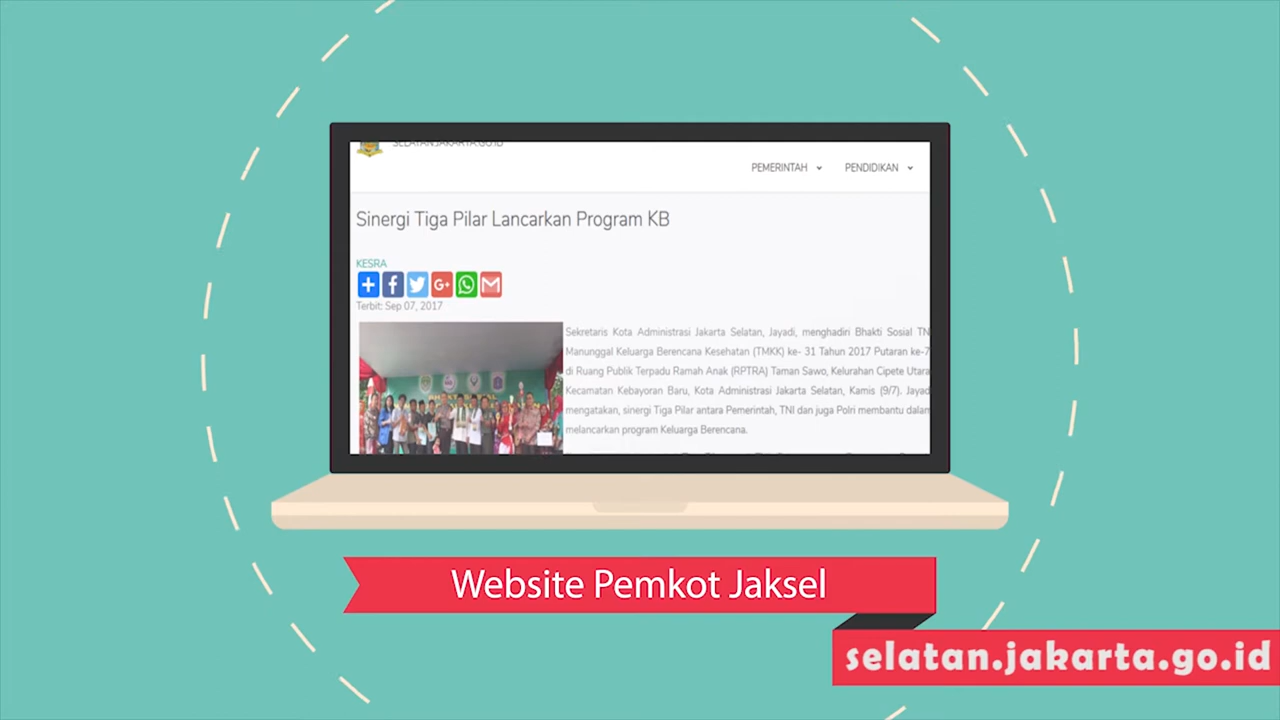 SELATAN.JAKARTA.GO.ID
PEMERINTAH
PENDIDIKAN
Sinergi Tiga Pilar Lancarkan Program KB
KESRA
Terbit: Sep 07, 2017
Sekretaris Kota Administrasi Jakarta Selatan, Jayadi, menghadiri Bhakti Sosial TN
Manunggal Keluarga Berencana Kesehatan (TMKK) ke- 31 Tahun 2017 Putaran ke-7
di Ruang Publik Terpadu Ramah Anak (RPTRA) Taman Sawo, Kelurahan Cipete Utara
Kecamatan Kebayoran Baru, Kota Administrasi Jakarta Selatan, Kamis (9/7). Jayad
mengatakan, sinergi Tiga Pilar antara Pemerintah, TNI dan juga Polri membantu dalam
melancarkan program Keluarga Berencana.
Website Pemkot Jaksel
selatan.jakarta.go.id